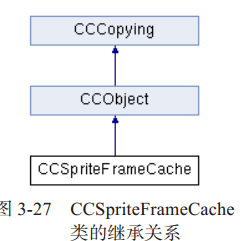 CCCopying
CCObject
CCSpriteFrameCache
图 3-27 CCSpriteFrameCache
类的继承关系